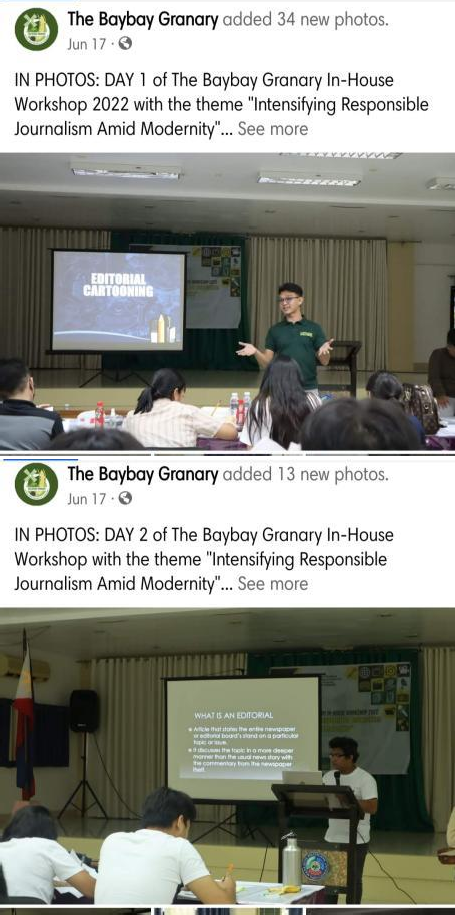 The Baybay Granary added 34 new photos.
Jun 17 ·
IN PHOTOS: DAY 1 of The Baybay Granary In-House
Workshop 2022 with the theme "Intensifying Responsible
Journalism Amid Modernity"... See more
EDITORIAL
CARTOONING
The Baybay Granary added 13 new photos.
Jun 17 ·
IN PHOTOS: DAY 2 of The Baybay Granary In-House
Workshop with the theme "Intensifying Responsible
Journalism Amid Modernity"... See more
WHAT IS AN EDITORIAL
Article that states the entire newspaper
or editorial board's stand on a particular
topic or issue.
It discusses the topic in a more deeper
manner than the usual news story with
the commentary from the newspaper
itself.